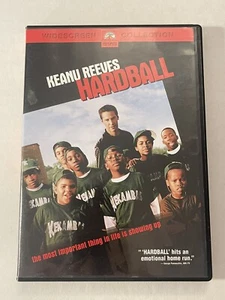 WIDESCREEN COLLECTION
KEANU REEVES
HARDBALL
KEKAMBAS
KEKAMBA
the most important thing in life is showing up
"'HARDBALL' hits an
emotional home run."